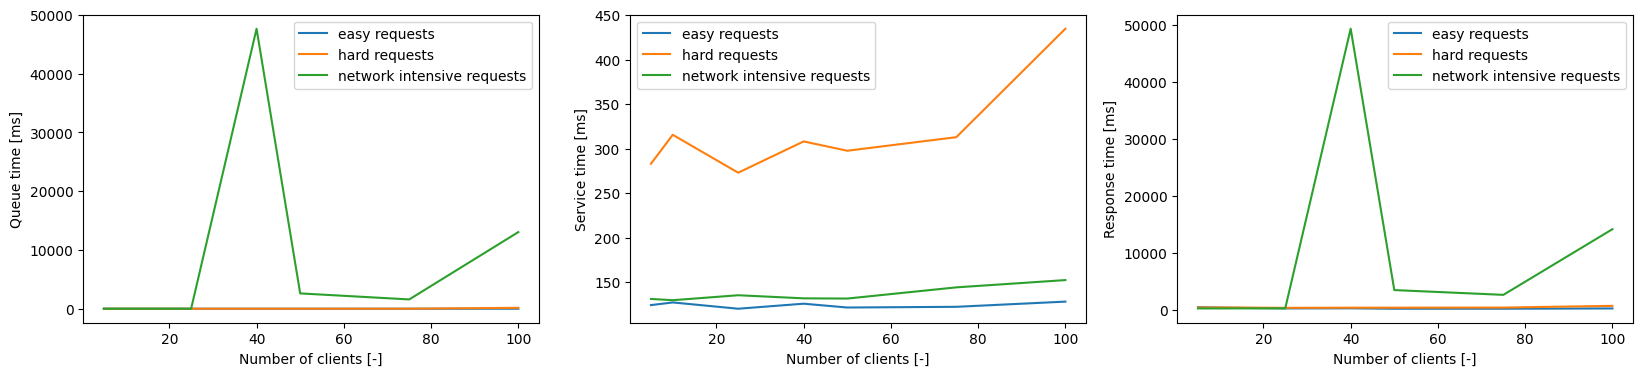 50000
40000
30000
20000
10000
0
Queue time [ms]
easy requests
hard requests
network intensive requests
20
40
60
80
100
Number of clients [-]
450
400
350
300
250
200
150
Service time [ms]
easy requests
hard requests
network intensive requests
20
40
60
80
100
Number of clients [-]
50000
40000
30000
20000
10000
0
Response time [ms]
easy requests
hard requests
network intensive requests
20
40
60
80
100
Number of clients [-]